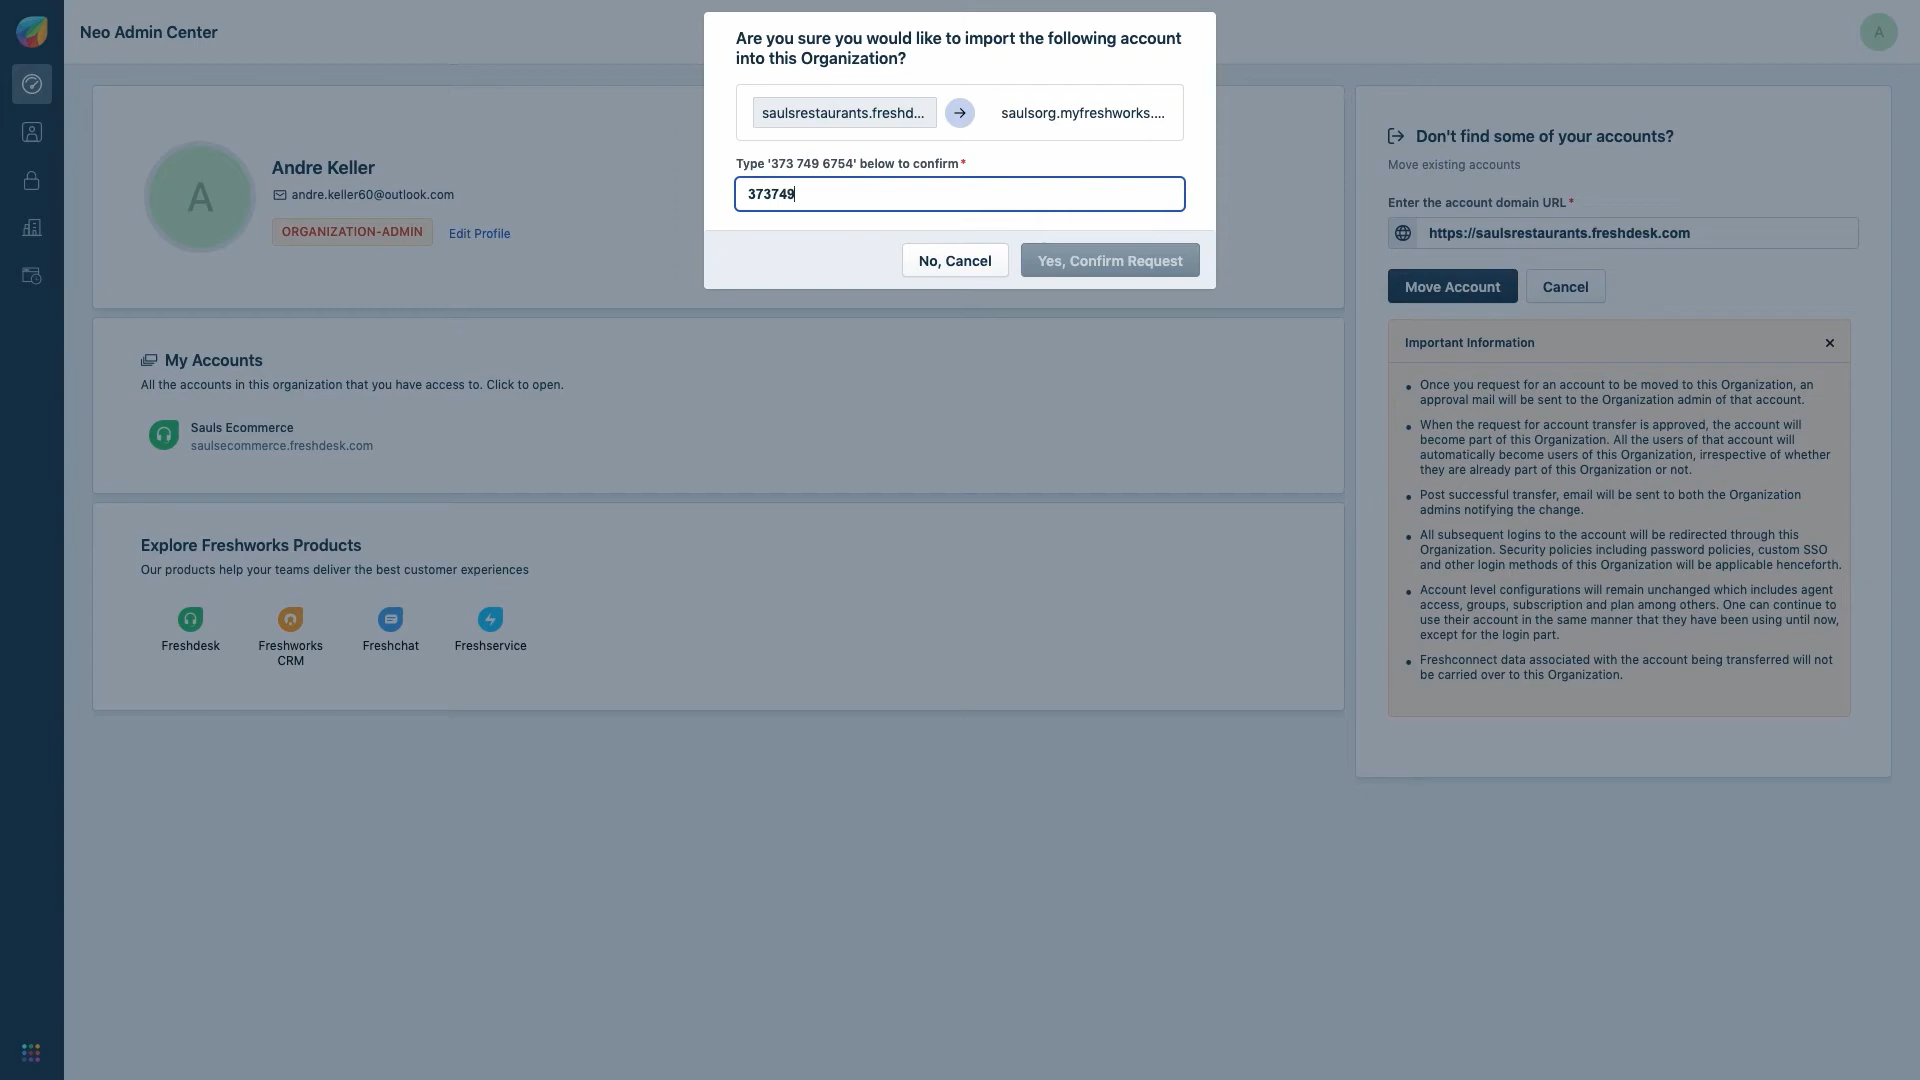 Neo Admin Center
A
Are you sure you would like to import the following account
into this Organization?
saulsrestaurants.freshd...
saulsorg.myfreshworks....
Type '373 749 6754' below to confirm*
373749
No, Cancel
Yes, Confirm Request
A
Andre Keller
andre.keller60@outlook.com
ORGANIZATION-ADMIN
Edit Profile
My Accounts
All the accounts in this organization that you have access to. Click to open.
Sauls Ecommerce
saulsecommerce.freshdesk.com
Explore Freshworks Products
Our products help your teams deliver the best customer experiences
Freshdesk
Freshworks
CRM
Freshchat
Freshservice
Don't find some of your accounts?
Move existing accounts
Enter the account domain URL*
https://saulsrestaurants.freshdesk.com
Move Account
Cancel
Important Information
Once you request for an account to be moved to this Organization, an
approval mail will be sent to the Organization admin of that account.
When the request for account transfer is approved, the account will
become part of this Organization. All the users of that account will
automatically become users of this Organization, irrespective of whether
they are already part of this Organization or not.
Post successful transfer, email will be sent to both the Organization
admins notifying the change.
All subsequent logins to the account will be redirected through this
Organization. Security policies including password policies, custom SSO
and other login methods of this Organization will be applicable henceforth.
Account level configurations will remain unchanged which includes agent
access, groups, subscription and plan among others. One can continue to
use their account in the same manner that they have been using until now,
except for the login part.
Freshconnect data associated with the account being transferred will not
be carried over to this Organization.